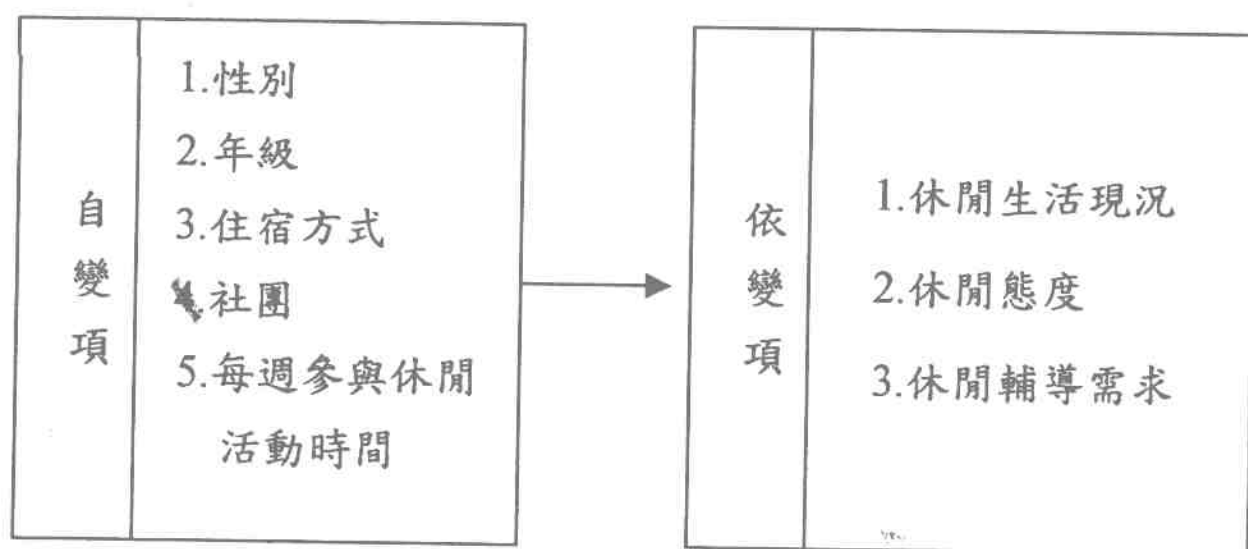 自變項
1.性別
2.年級
3.住宿方式
4.社團
5.每週參與休閒
活動時間
依變項
1.休閒生活現況
2.休閒態度
3.休閒輔導需求